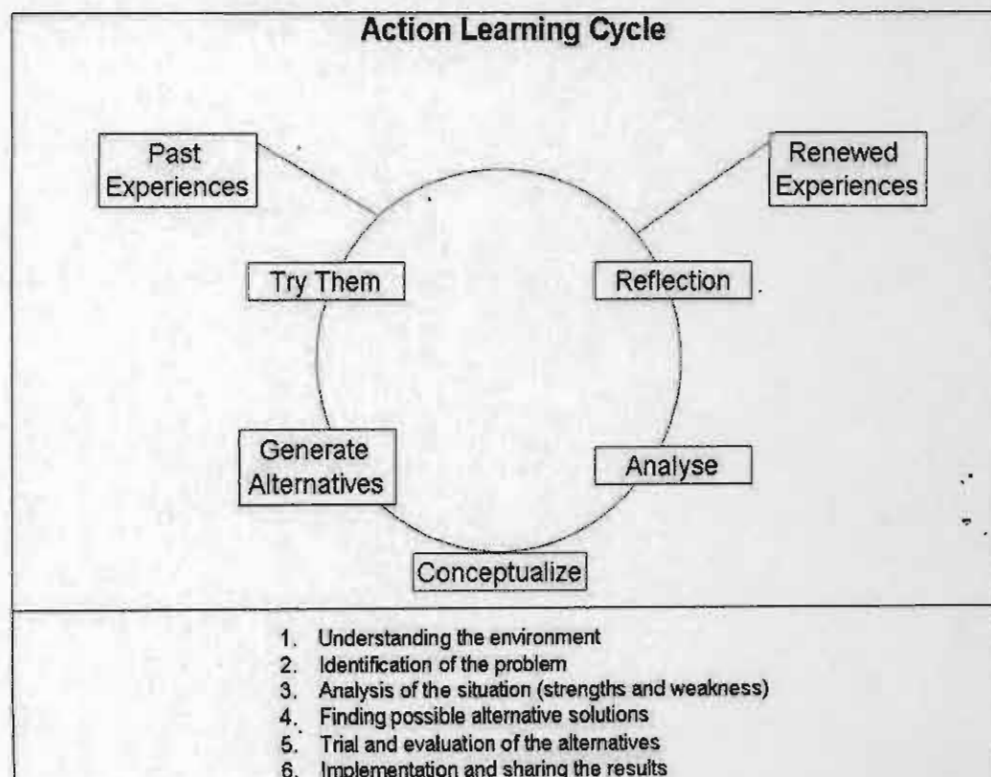 Action Learning Cycle
Past
Experiences
Renewed
Experiences
Try Them
Reflection
Generate
Alternatives
Analyse
Conceptualize
1. Understanding the environment
2. Identification of the problem
3. Analysis of the situation (strengths and weakness)
4. Finding possible alternative solutions
5. Trial and evaluation of the alternatives
6. Implementation and sharing the results